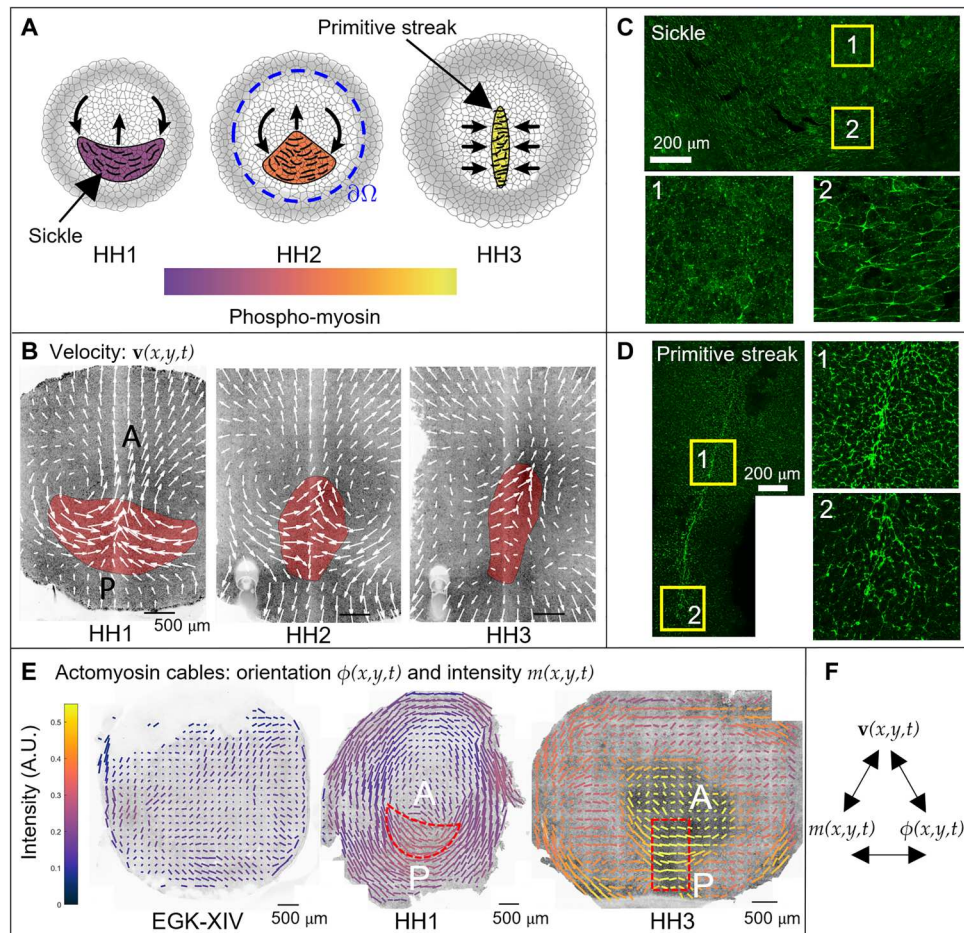 A
Primitive streak
∂Ω
Sickle
HH1
HH2
HH3
Phospho-myosin
B Velocity: v(x,y,t)
A
P
HH1
500 μm
HH2
HH3
C
Sickle
1
2
200 μm
1
2
D
Primitive streak
1
200 μm
2
1
2
E Actomyosin cables: orientation ϕ(x,y,t) and intensity m(x,y,t)
Intensity (A.U.)
0.5
0.4
0.3
0.2
0.1
0
EGK-XIV
500 μm
A
P
HH1
500 μm
A
P
HH3
500 μm
F
v(x,y,t)
m(x,y,t) ϕ(x,y,t)